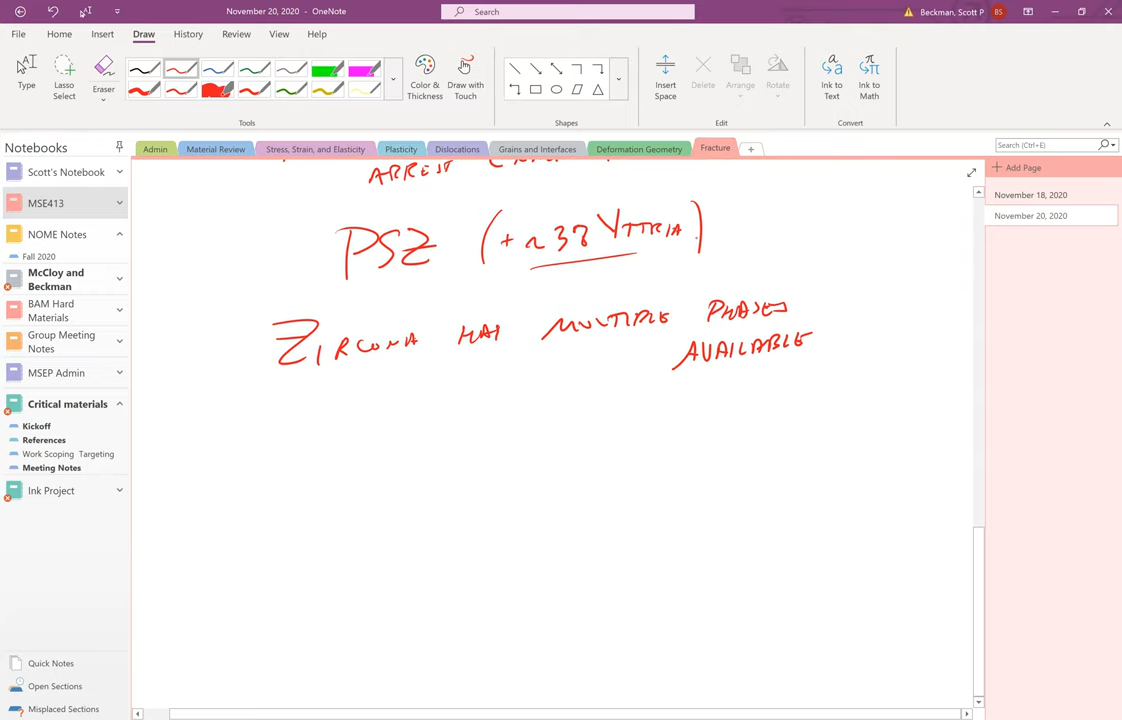 November 20, 2020 - OneNote
Search
Beckman, Scott P
BS
File Home Insert Draw History Review View Help
Type
Lasso Select
Eraser
Color & Thickness
Draw with Touch
Insert Space
Delete
Arrange
Rotate
Ink to Text
Ink to Math
Tools
Shapes
Edit
Convert
Notebooks
Admin Material Review Stress, Strain, and Elasticity Plasticity Dislocations Grains and Interfaces Deformation Geometry Fracture
Search (Ctrl+E)
Scott's Notebook
MSE413
NOME Notes
Fall 2020
McCloy and Beckman
BAM Hard Materials
Group Meeting Notes
MSEP Admin
Critical materials
Kickoff
References
Work Scoping Targeting
Meeting Notes
Ink Project
Quick Notes
Open Sections
Misplaced Sections
Add Page
November 18, 2020
November 20, 2020
ARREST
PSZ (+ ~ 3% YTTRIA)
ZIRCONIA HAS MULTIPLE PHASES
AVAILABLE